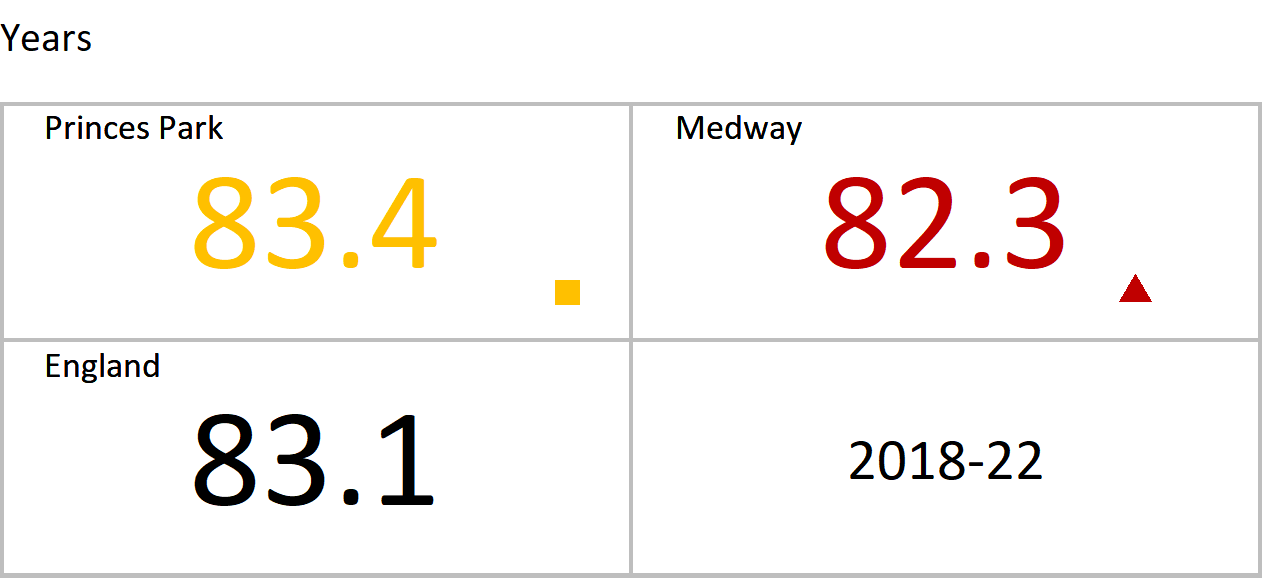 Years
Princes Park
83.4
Medway
82.3
England
83.1
2018-22